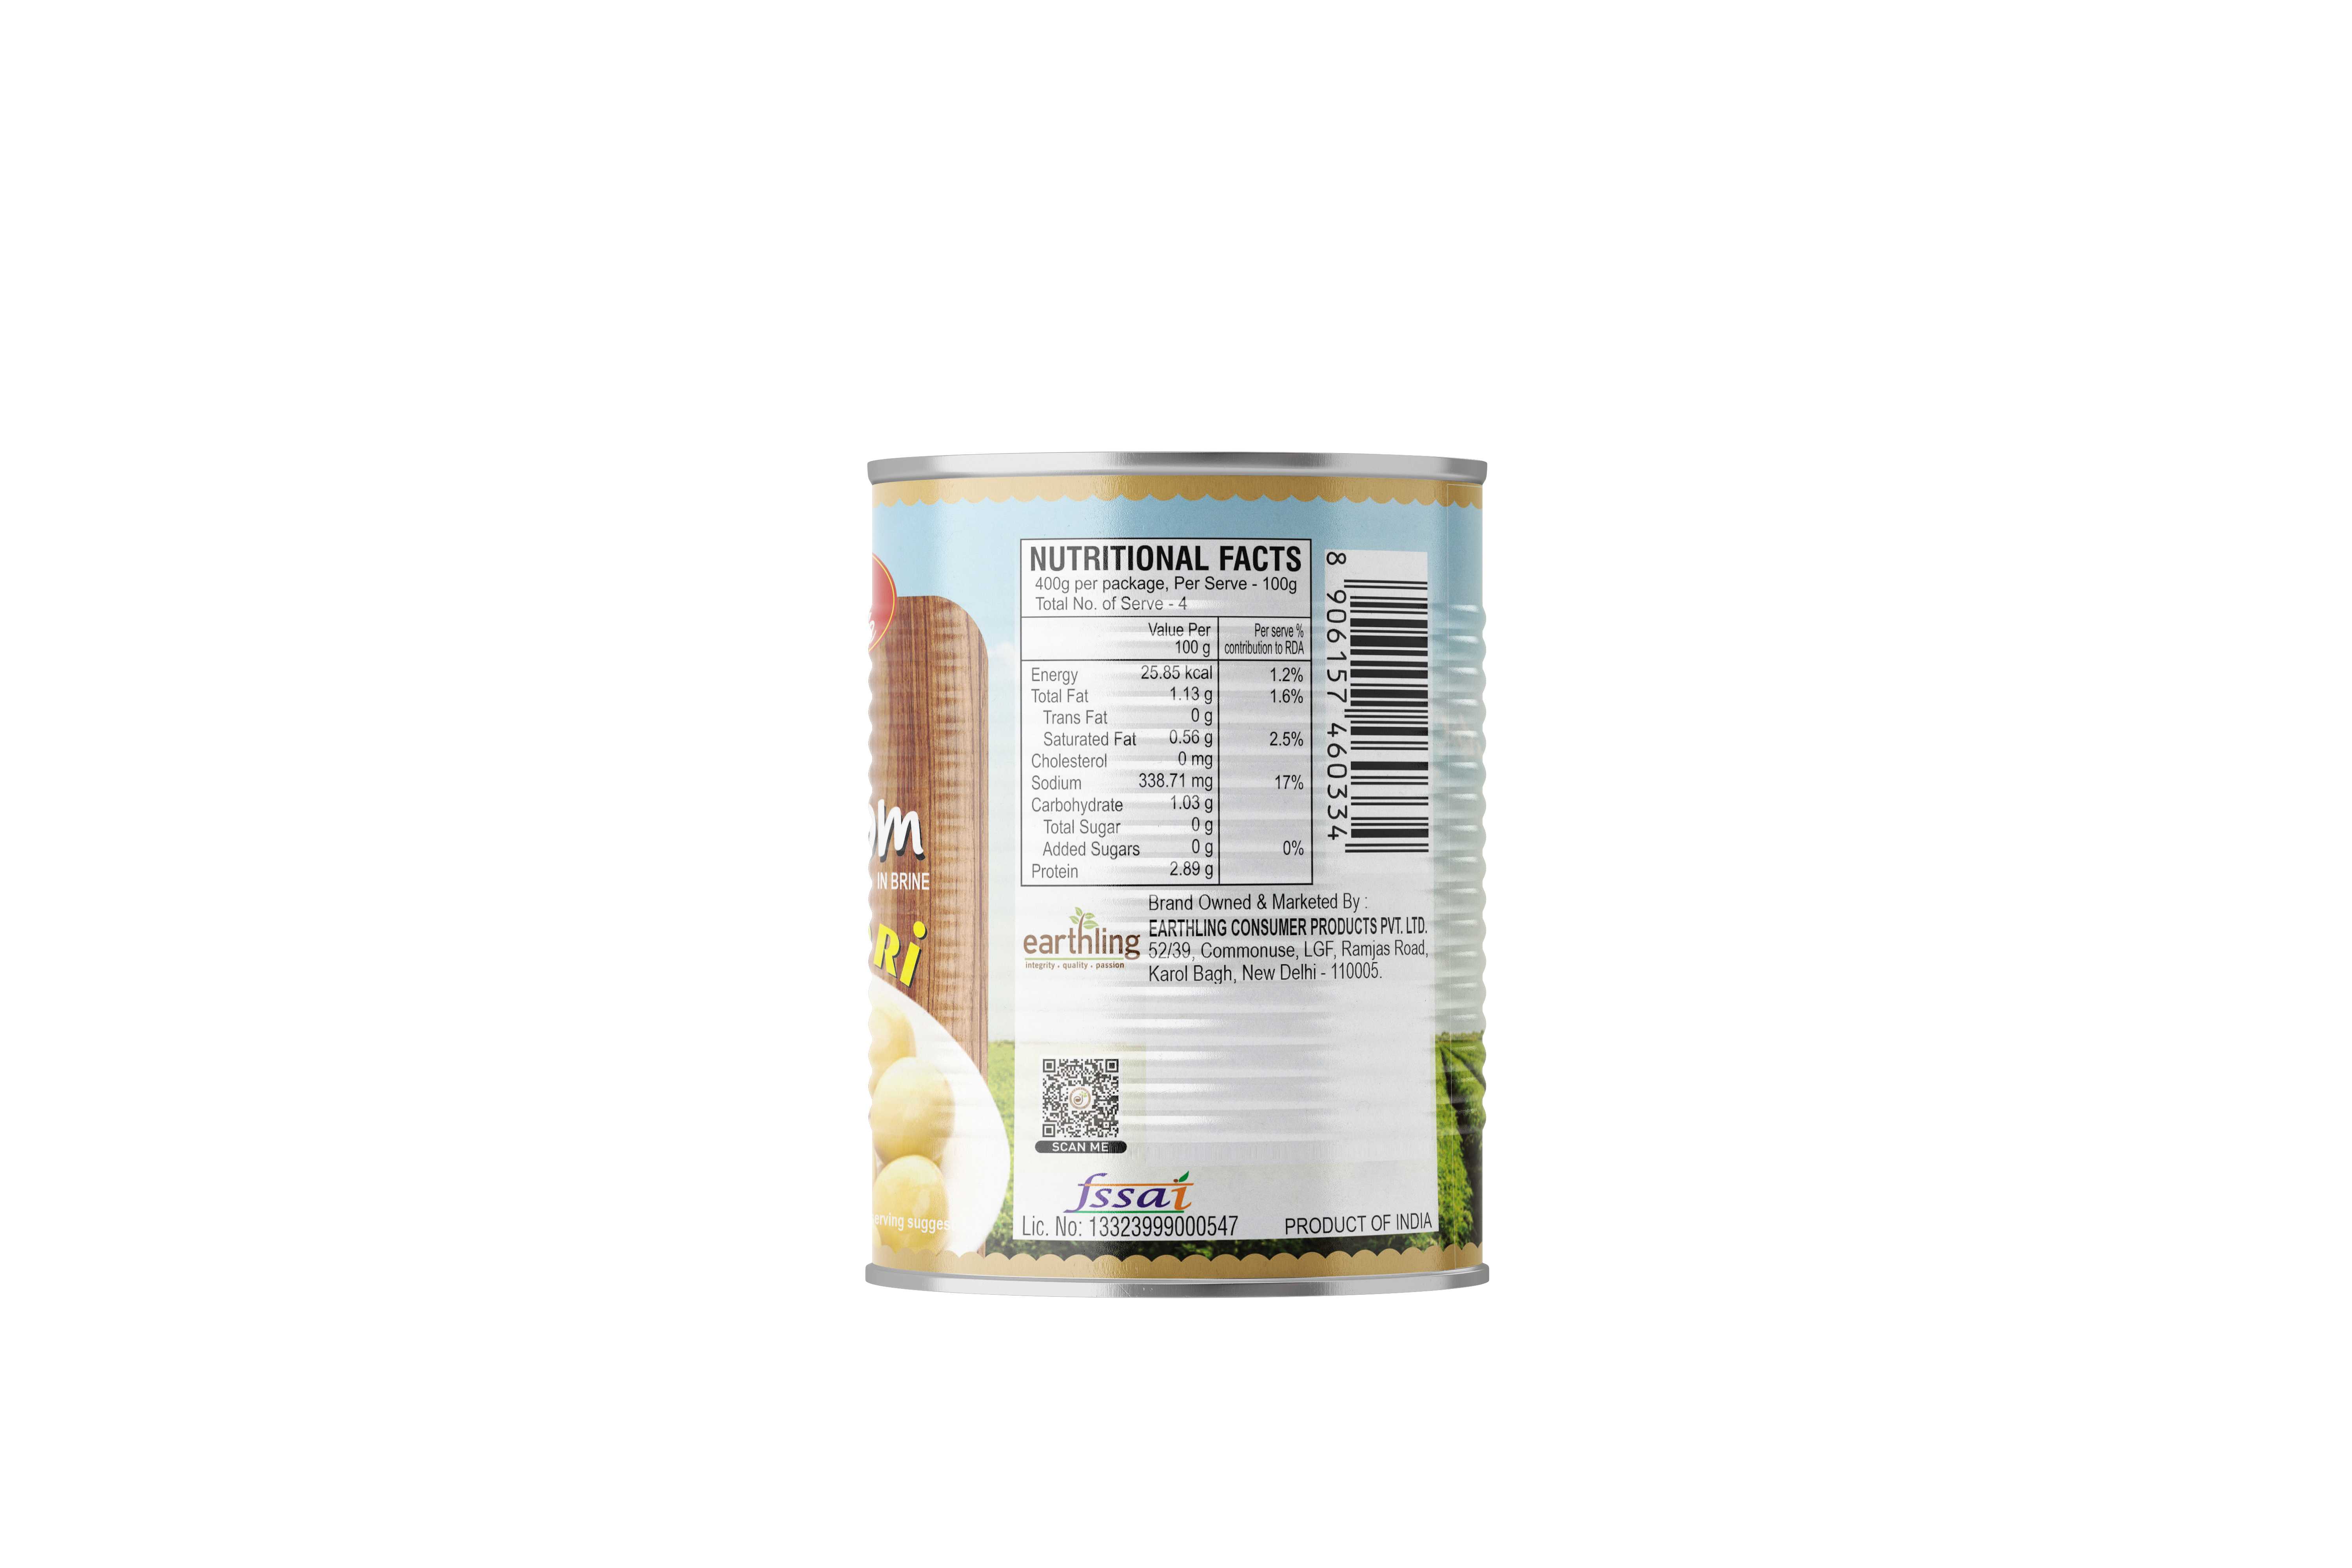 om
IN BRINE
Ri
erving sugges
NUTRITIONAL FACTS
400g per package, Per Serve - 100g
Total No. of Serve - 4
Value Per 100 g Per serve % contribution to RDA
Energy 25.85 kcal 1.2%
Total Fat 1.13 g 1.6%
Trans Fat 0 g
Saturated Fat 0.56 g 2.5%
Cholesterol 0 mg
Sodium 338.71 mg 17%
Carbohydrate 1.03 g
Total Sugar 0 g
Added Sugars 0 g 0%
Protein 2.89 g
8 906157 460334
earthling
integrity . quality . passion
Brand Owned & Marketed By :
EARTHLING CONSUMER PRODUCTS PVT. LTD.
52/39, Commonuse, LGF, Ramjas Road,
Karol Bagh, New Delhi - 110005.
SCAN ME
fssai
Lic. No: 13323999000547
PRODUCT OF INDIA